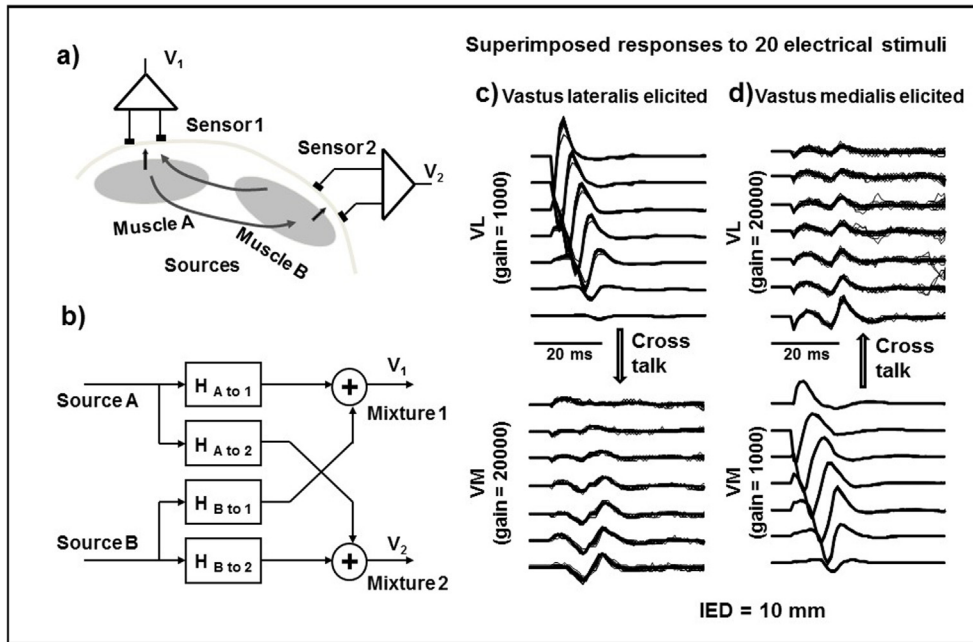 a)
V1
Sensor 1
Sensor 2
V2
Muscle A
Muscle B
Sources
b)
Source A
H A to 1
V1
Mixture 1
H A to 2
H B to 1
Source B
H B to 2
V2
Mixture 2
+
+
Superimposed responses to 20 electrical stimuli
c) Vastus lateralis elicited
VL
(gain = 1000)
20 ms
Cross
talk
VM
(gain = 20000)
d) Vastus medialis elicited
VL
(gain = 20000)
20 ms
Cross
talk
VM
(gain = 1000)
IED = 10 mm